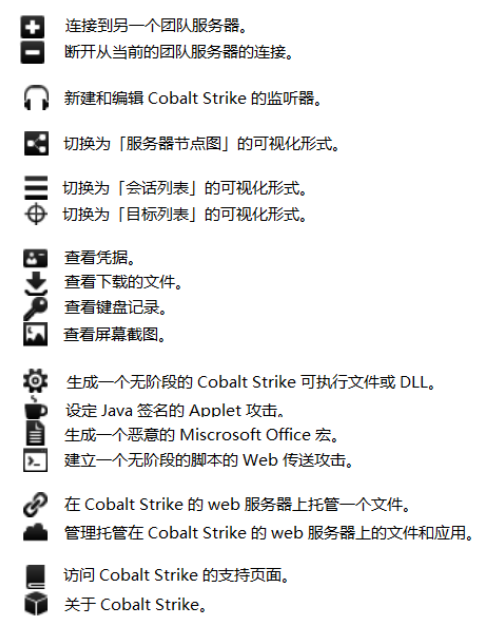 连接到另一个团队服务器。
断开从当前的团队服务器的连接。
新建和编辑 Cobalt Strike 的监听器。
切换为「服务器节点图」的可视化形式。
切换为「会话列表」的可视化形式。
切换为「目标列表」的可视化形式。
查看凭据。
查看下载的文件。
查看键盘记录。
查看屏幕截图。
生成一个无阶段的 Cobalt Strike 可执行文件或 DLL。
设定 Java 签名的 Applet 攻击。
生成一个恶意的 Miscrosoft Office 宏。
建立一个无阶段的脚本的 Web 传送攻击。
在 Cobalt Strike 的 web 服务器上托管一个文件。
管理托管在 Cobalt Strike 的 web 服务器上的文件和应用。
访问 Cobalt Strike 的支持页面。
关于 Cobalt Strike。